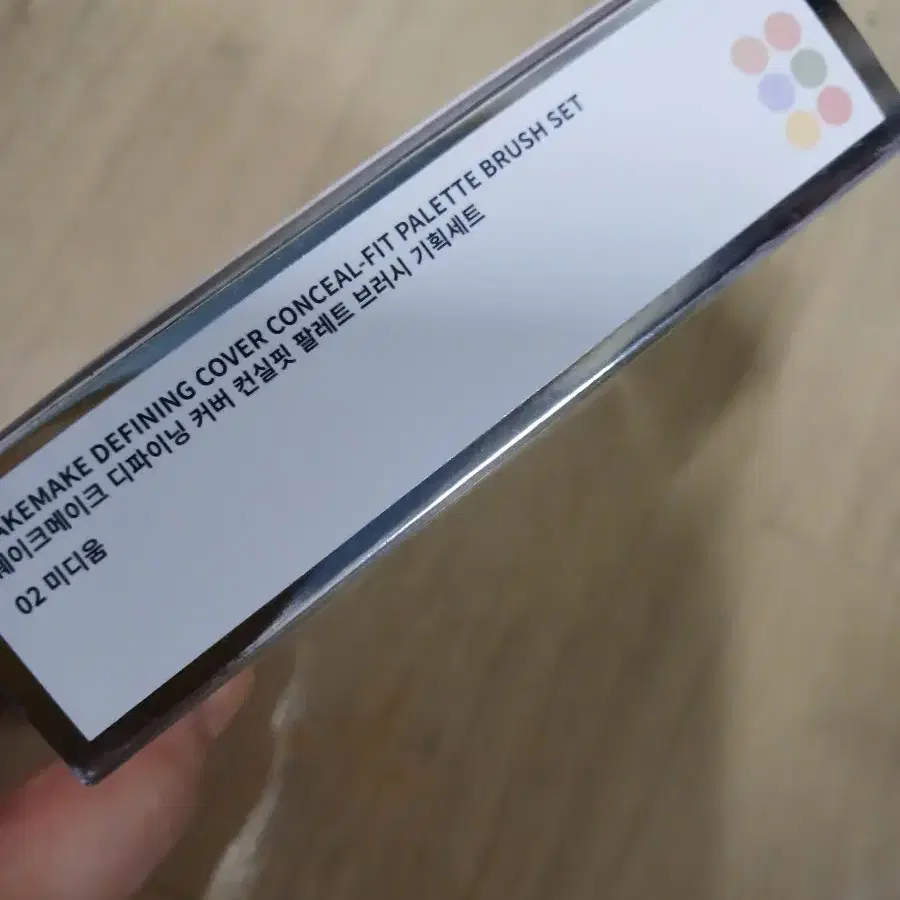 AKEMAKE DEFINING COVER CONCEAL-FIT PALETTE BRUSH SET
웨이크메이크 디파이닝 커버 컨실핏 팔레트 브러시 기획세트
02 미디움